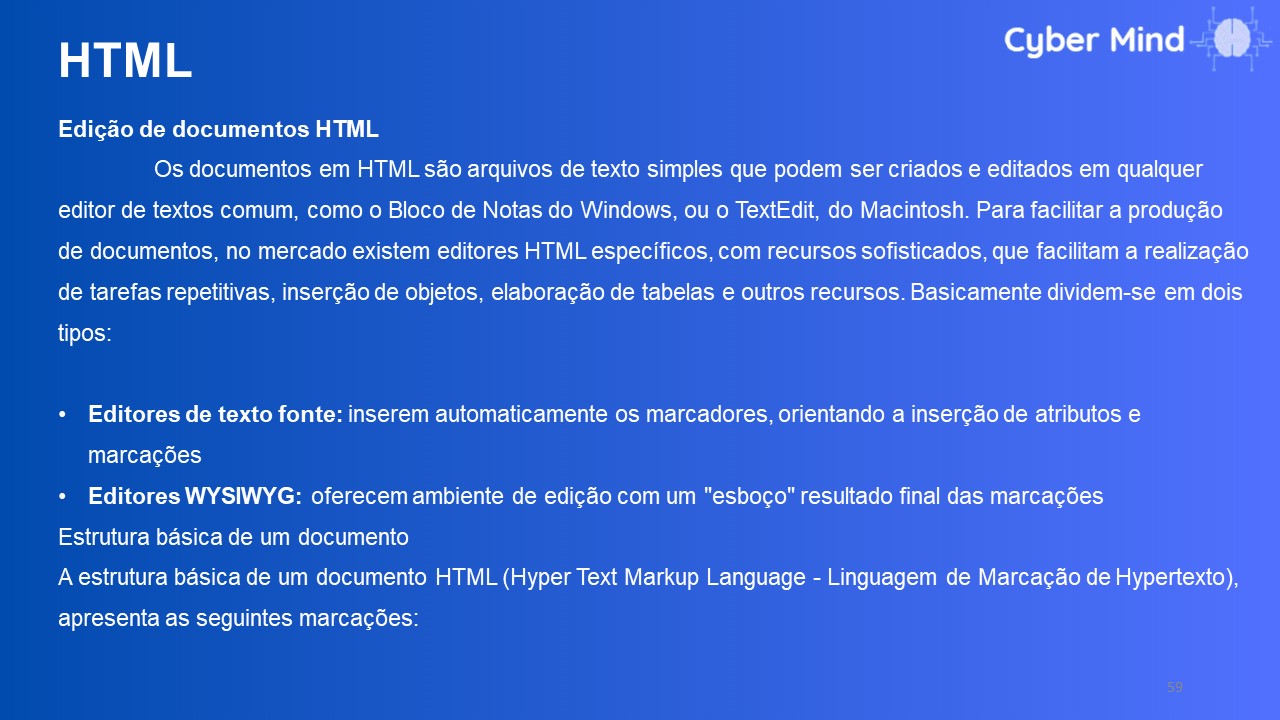 HTML
Cyber Mind
Edição de documentos HTML
Os documentos em HTML são arquivos de texto simples que podem ser criados e editados em qualquer
editor de textos comum, como o Bloco de Notas do Windows, ou o TextEdit, do Macintosh. Para facilitar a produção
de documentos, no mercado existem editores HTML específicos, com recursos sofisticados, que facilitam a realização
de tarefas repetitivas, inserção de objetos, elaboração de tabelas e outros recursos. Basicamente dividem-se em dois
tipos:
• Editores de texto fonte: inserem automaticamente os marcadores, orientando a inserção de atributos e
marcações
• Editores WYSIWYG: oferecem ambiente de edição com um "esboço" resultado final das marcações
Estrutura básica de um documento
A estrutura básica de um documento HTML (Hyper Text Markup Language - Linguagem de Marcação de Hypertexto),
apresenta as seguintes marcações:
59